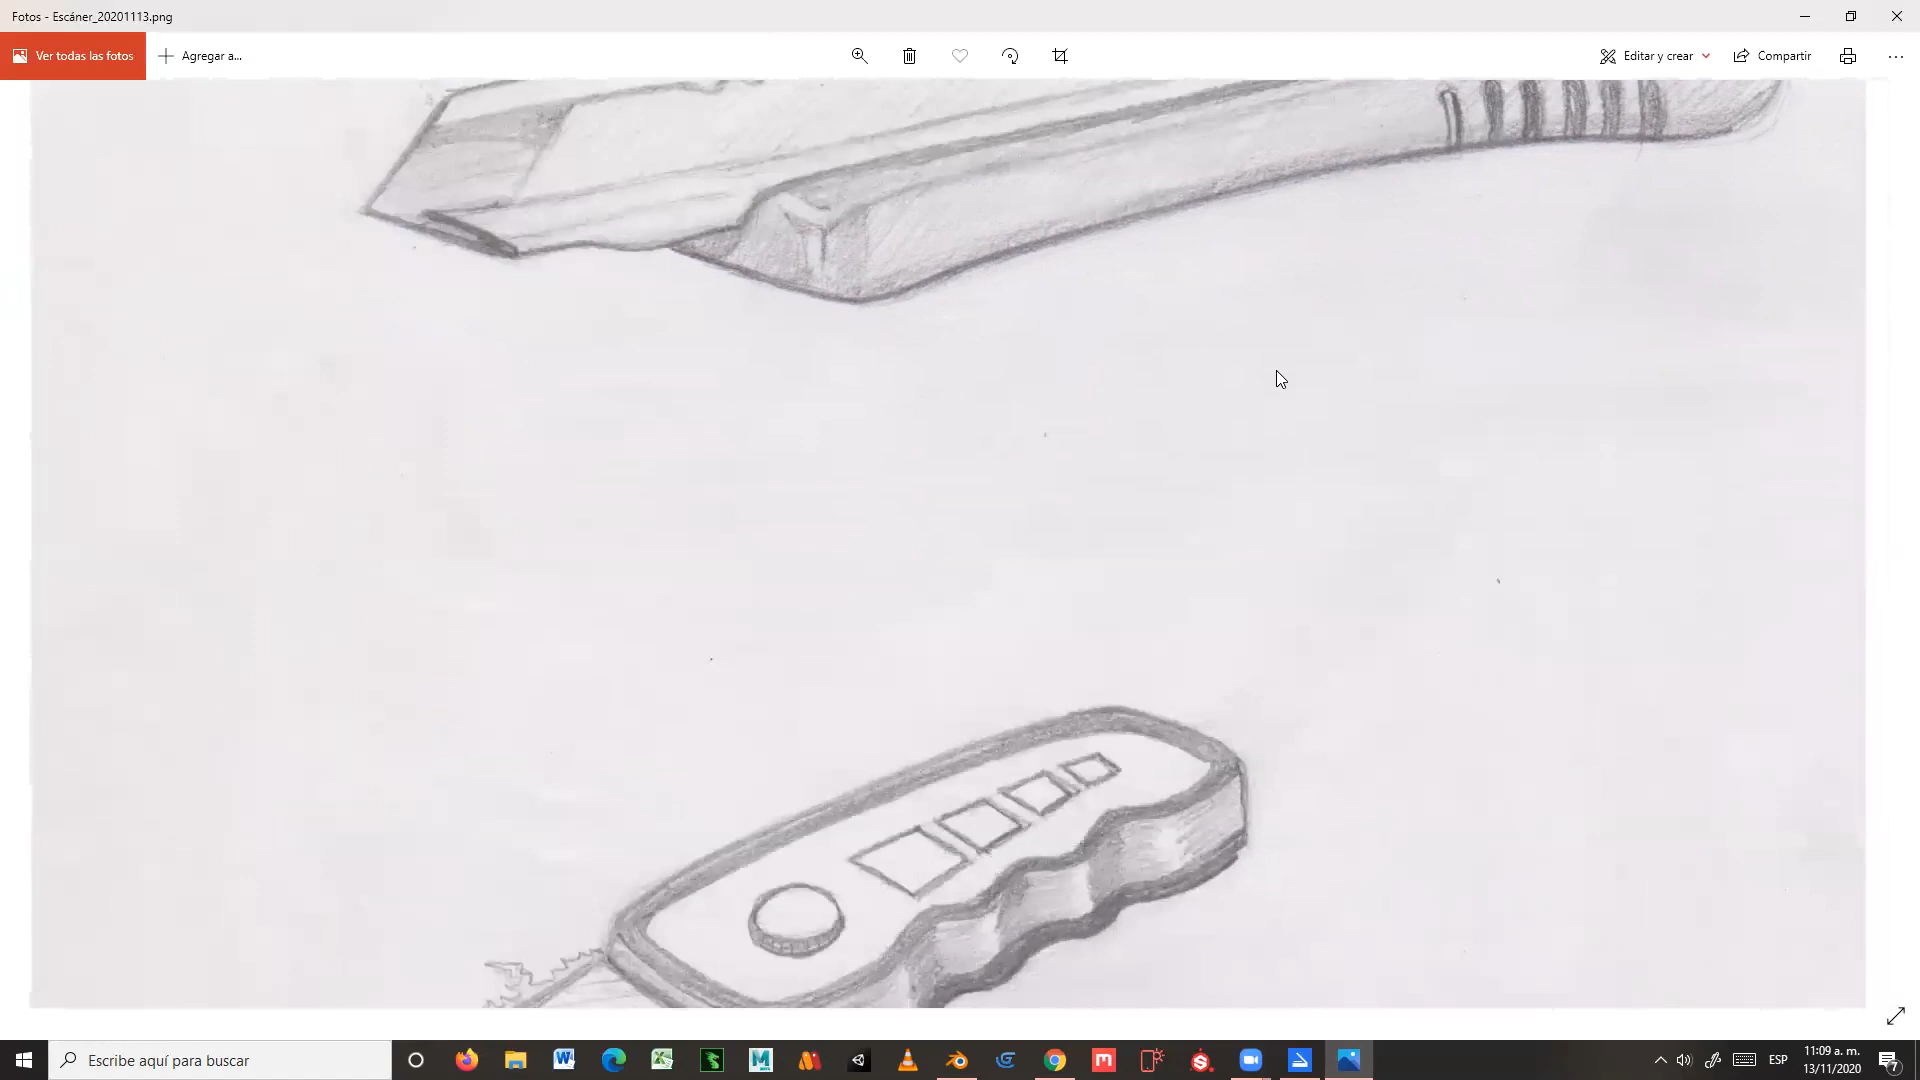 Fotos - Escáner_20201113.png
Ver todas las fotos
Agregar a...
Editar y crear
Compartir
Escribe aquí para buscar
ESP
11:09 a. m.
13/11/2020
7